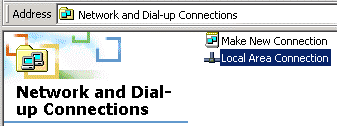 Address Network and Dial-up Connections
Make New Connection
Local Area Connection
Network and Dial-
up Connections